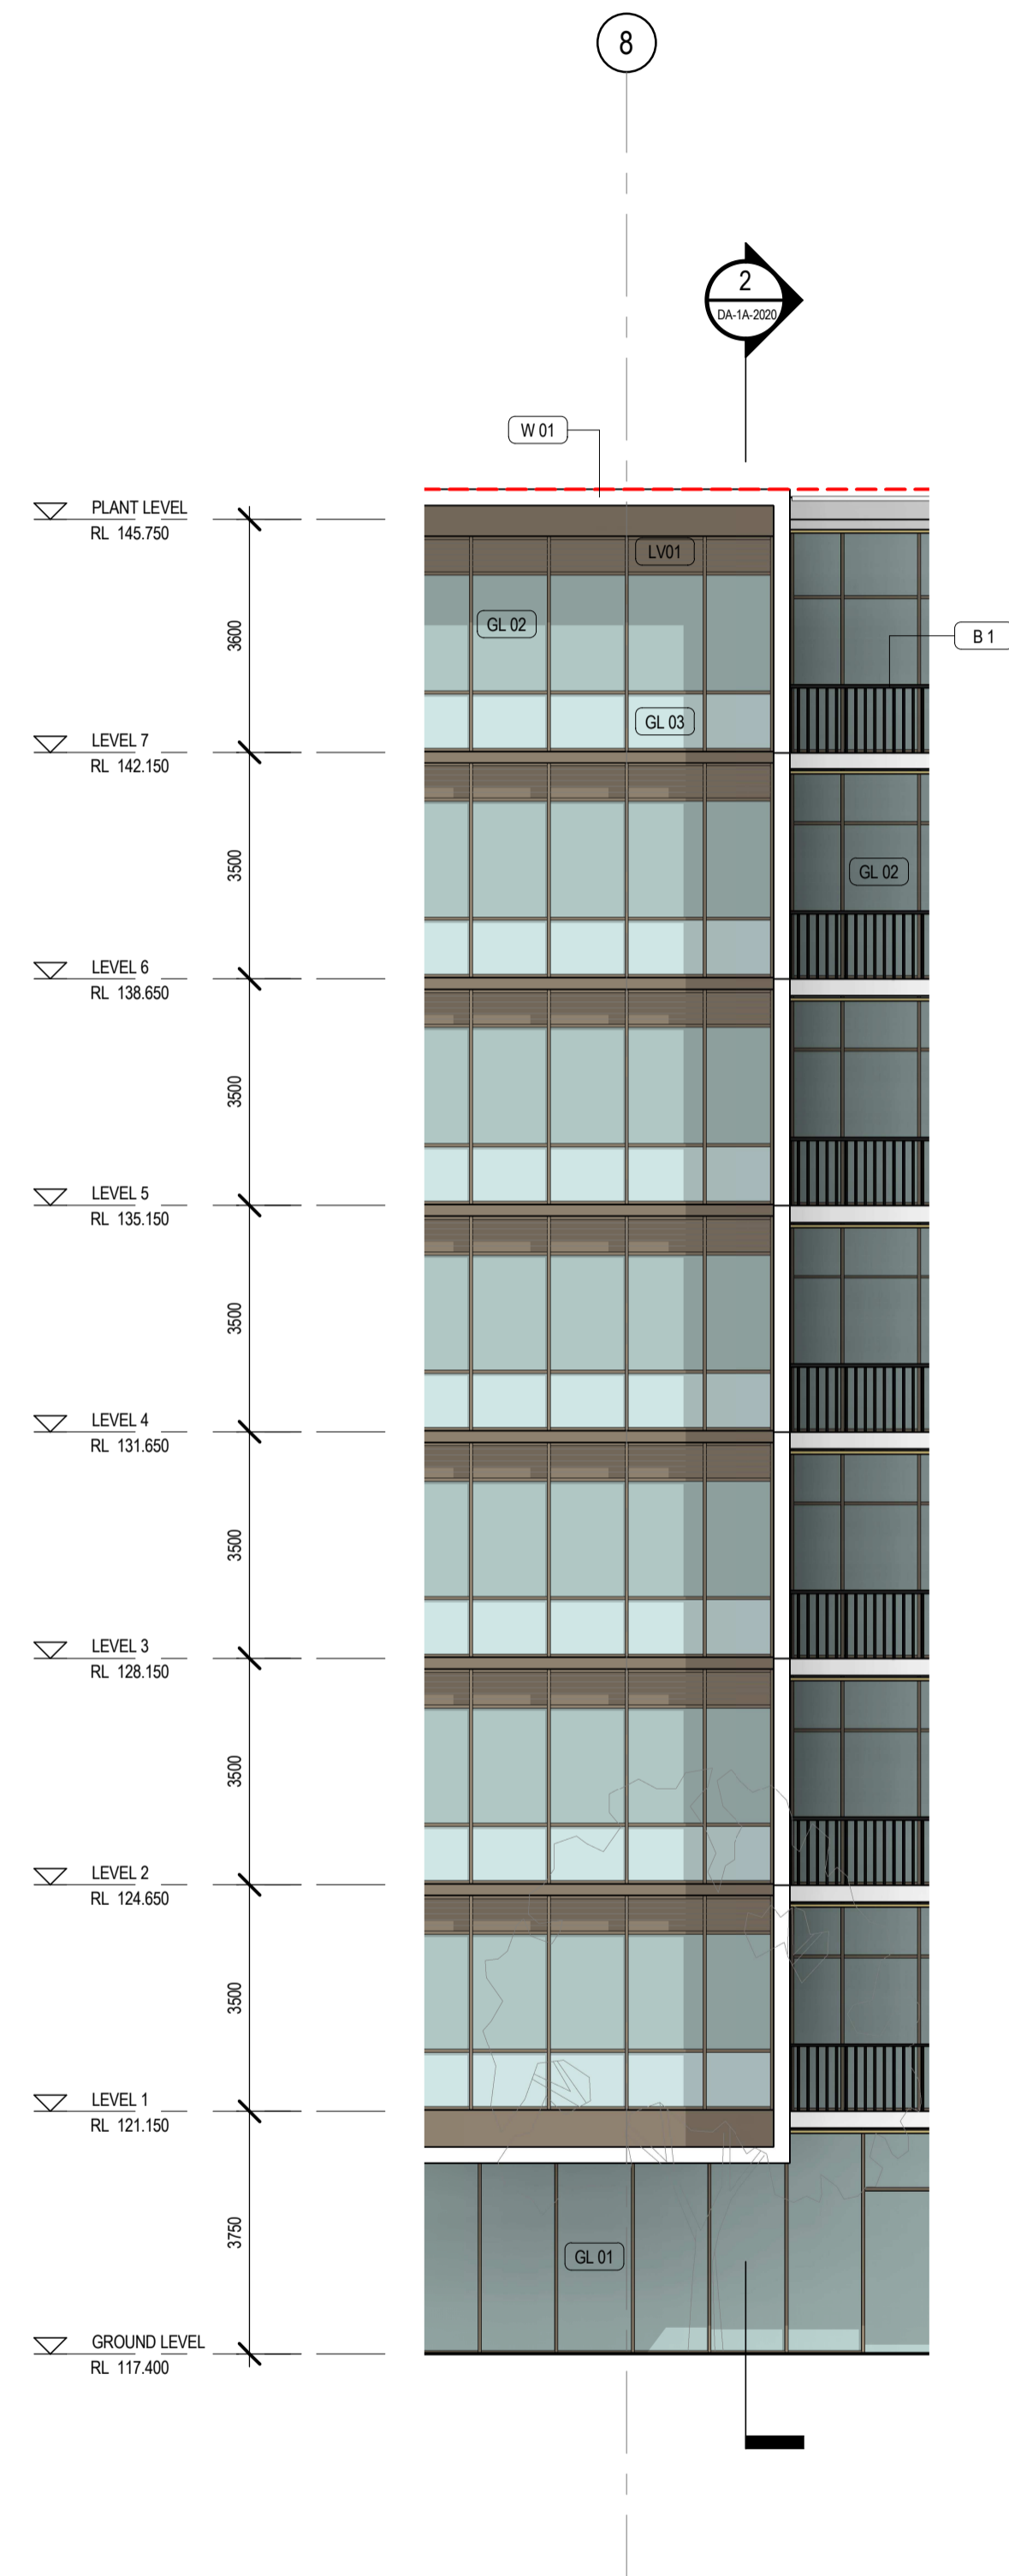 8
2
DA-1A-2020
W 01
PLANT LEVEL
RL 145.750
LV01
3600
GL 02
B 1
GL 03
LEVEL 7
RL 142.150
3500
GL 02
LEVEL 6
RL 138.650
3500
LEVEL 5
RL 135.150
3500
LEVEL 4
RL 131.650
3500
LEVEL 3
RL 128.150
3500
LEVEL 2
RL 124.650
3500
LEVEL 1
RL 121.150
3750
GL 01
GROUND LEVEL
RL 117.400